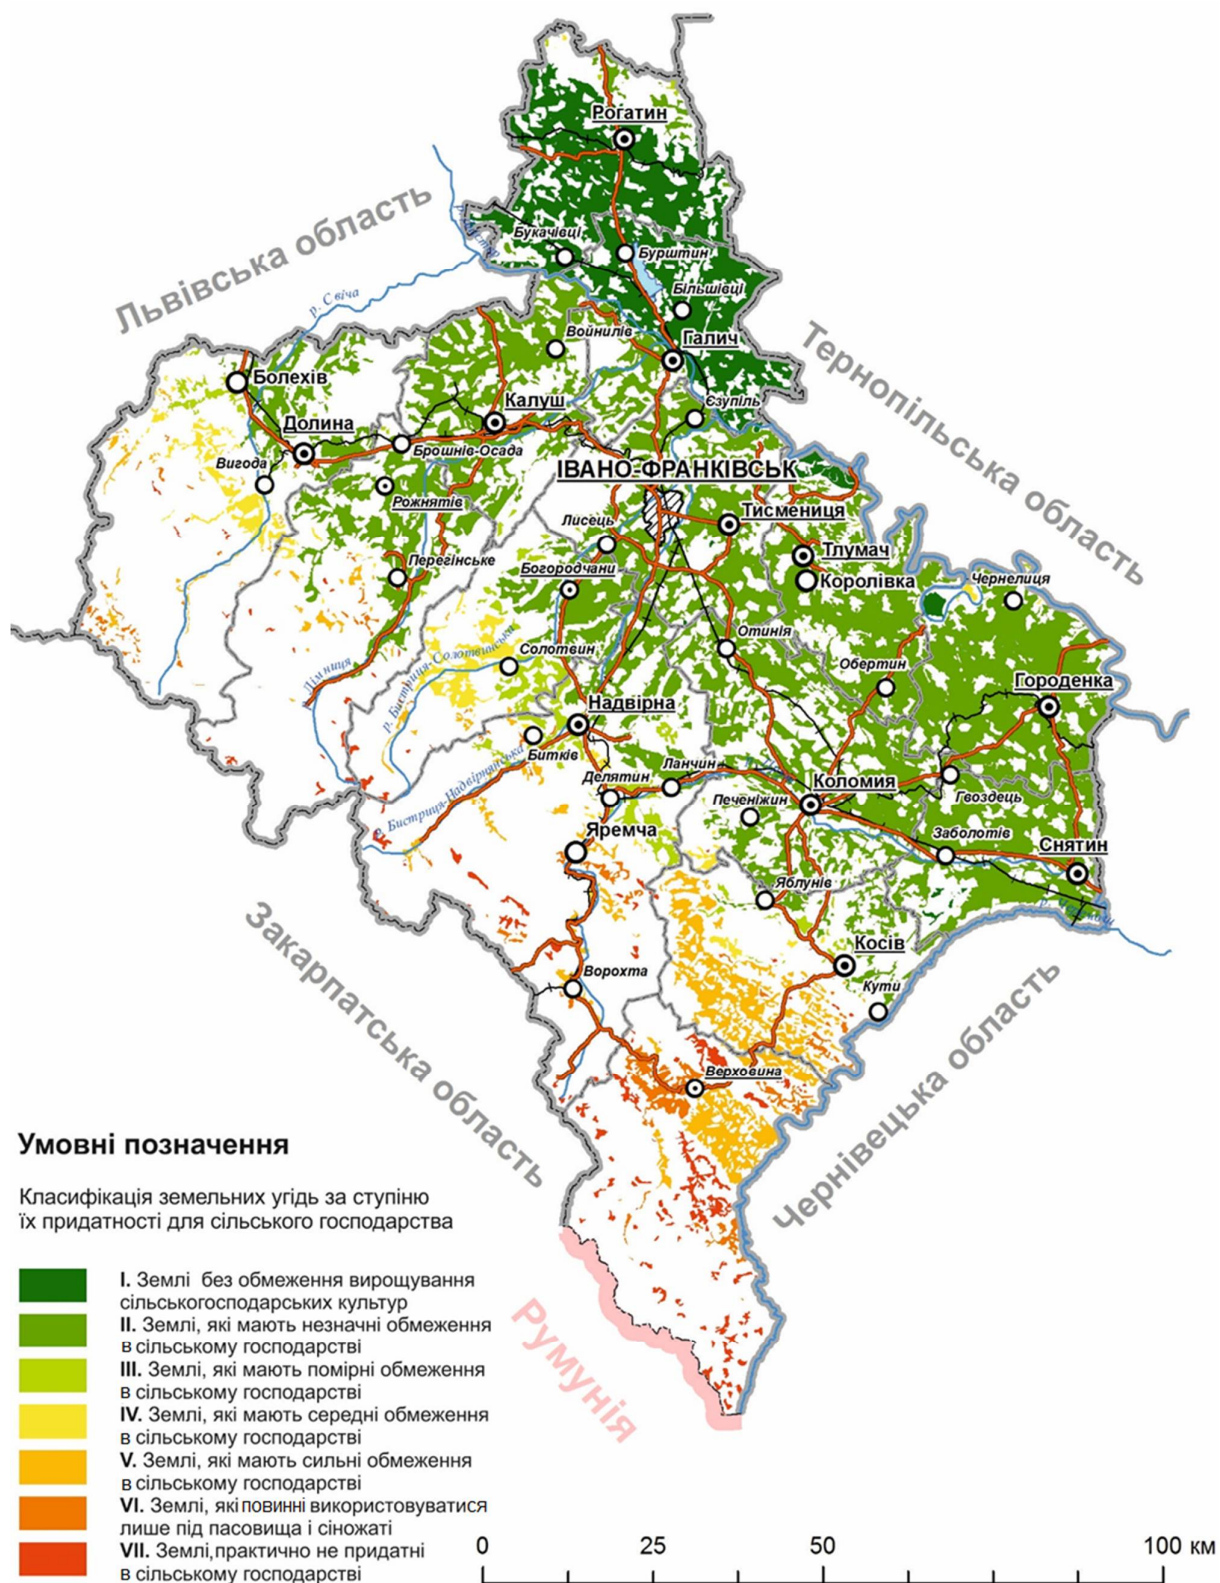 Рогатин
Львівська область
р. Свіча
Букачівці
Бурштин
Більшівці
Войнилів
Галич
Тернопільська область
Болехів
Калуш
Єзупіль
Долина
Брошнів-Осада
Вигода
ІВАНО-ФРАНКІВСЬК
Рожнятів
Лисець
Тисмениця
Тлумач
Перегінське
Богородчани
Королівка
Чернелиця
Отинія
Солотвин
р. Бистриця-Солотвінська
Обертин
Лімниця
Городенка
Надвірна
Битків
Ланчин
Делятин
Коломия
Гвоздець
р. Бистриця-Надвірнянська
Печеніжин
Яремча
Заболотів
Снятин
Яблунів
Закарпатська область
Косів
Ворохта
Кути
Чернівецька область
Верховина
Румунія
Умовні позначення
Класифікація земельних угідь за ступіню
їх придатності для сільського господарства
I. Землі без обмеження вирощування
сільськогосподарських культур
II. Землі, які мають незначні обмеження
в сільському господарстві
III. Землі, які мають помірні обмеження
в сільському господарстві
IV. Землі, які мають середні обмеження
в сільському господарстві
V. Землі, які мають сильні обмеження
в сільському господарстві
VI. Землі, які повинні використовуватися
лише під пасовища і сіножаті
VII. Землі,практично не придатні
в сільському господарстві
0 25 50 100 км